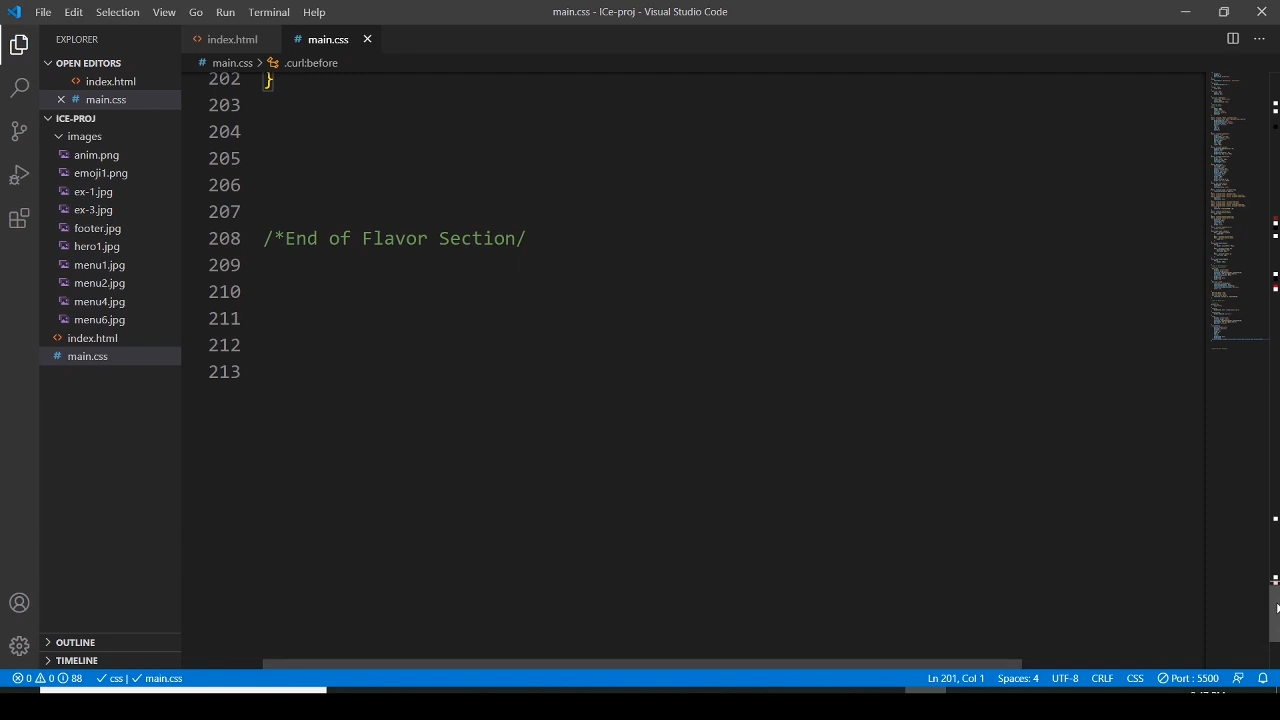 File Edit Selection View Go Run Terminal Help
main.css - ICe-proj - Visual Studio Code
EXPLORER
OPEN EDITORS
index.html
main.css
ICE-PROJ
images
anim.png
emoji1.png
ex-1.jpg
ex-3.jpg
footer.jpg
hero1.jpg
menu1.jpg
menu2.jpg
menu4.jpg
menu6.jpg
index.html
main.css
OUTLINE
TIMELINE
index.html main.css
main.css > .curl:before
202 }
203
204
205
206
207
208 /*End of Flavor Section/
209
210
211
212
213
0 0 88 css | main.css Ln 201, Col 1 Spaces: 4 UTF-8 CRLF CSS Port : 5500